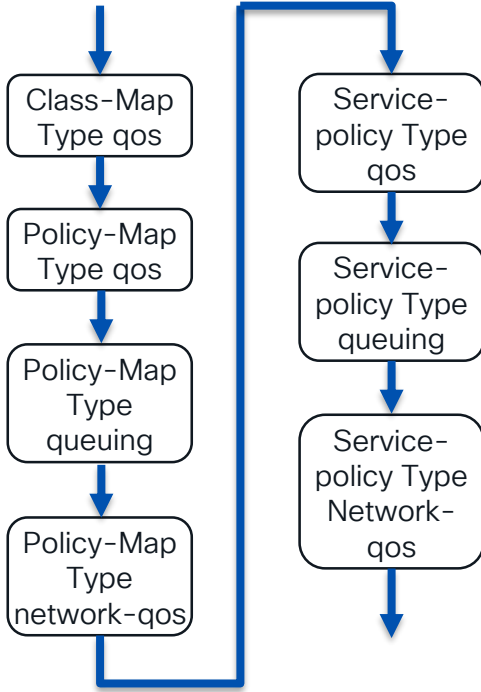 Class-Map
Type qos
Policy-Map
Type qos
Policy-Map
Type
queuing
Policy-Map
Type
network-qos
Service-
policy Type
qos
Service-
policy Type
queuing
Service-
policy Type
Network-
qos